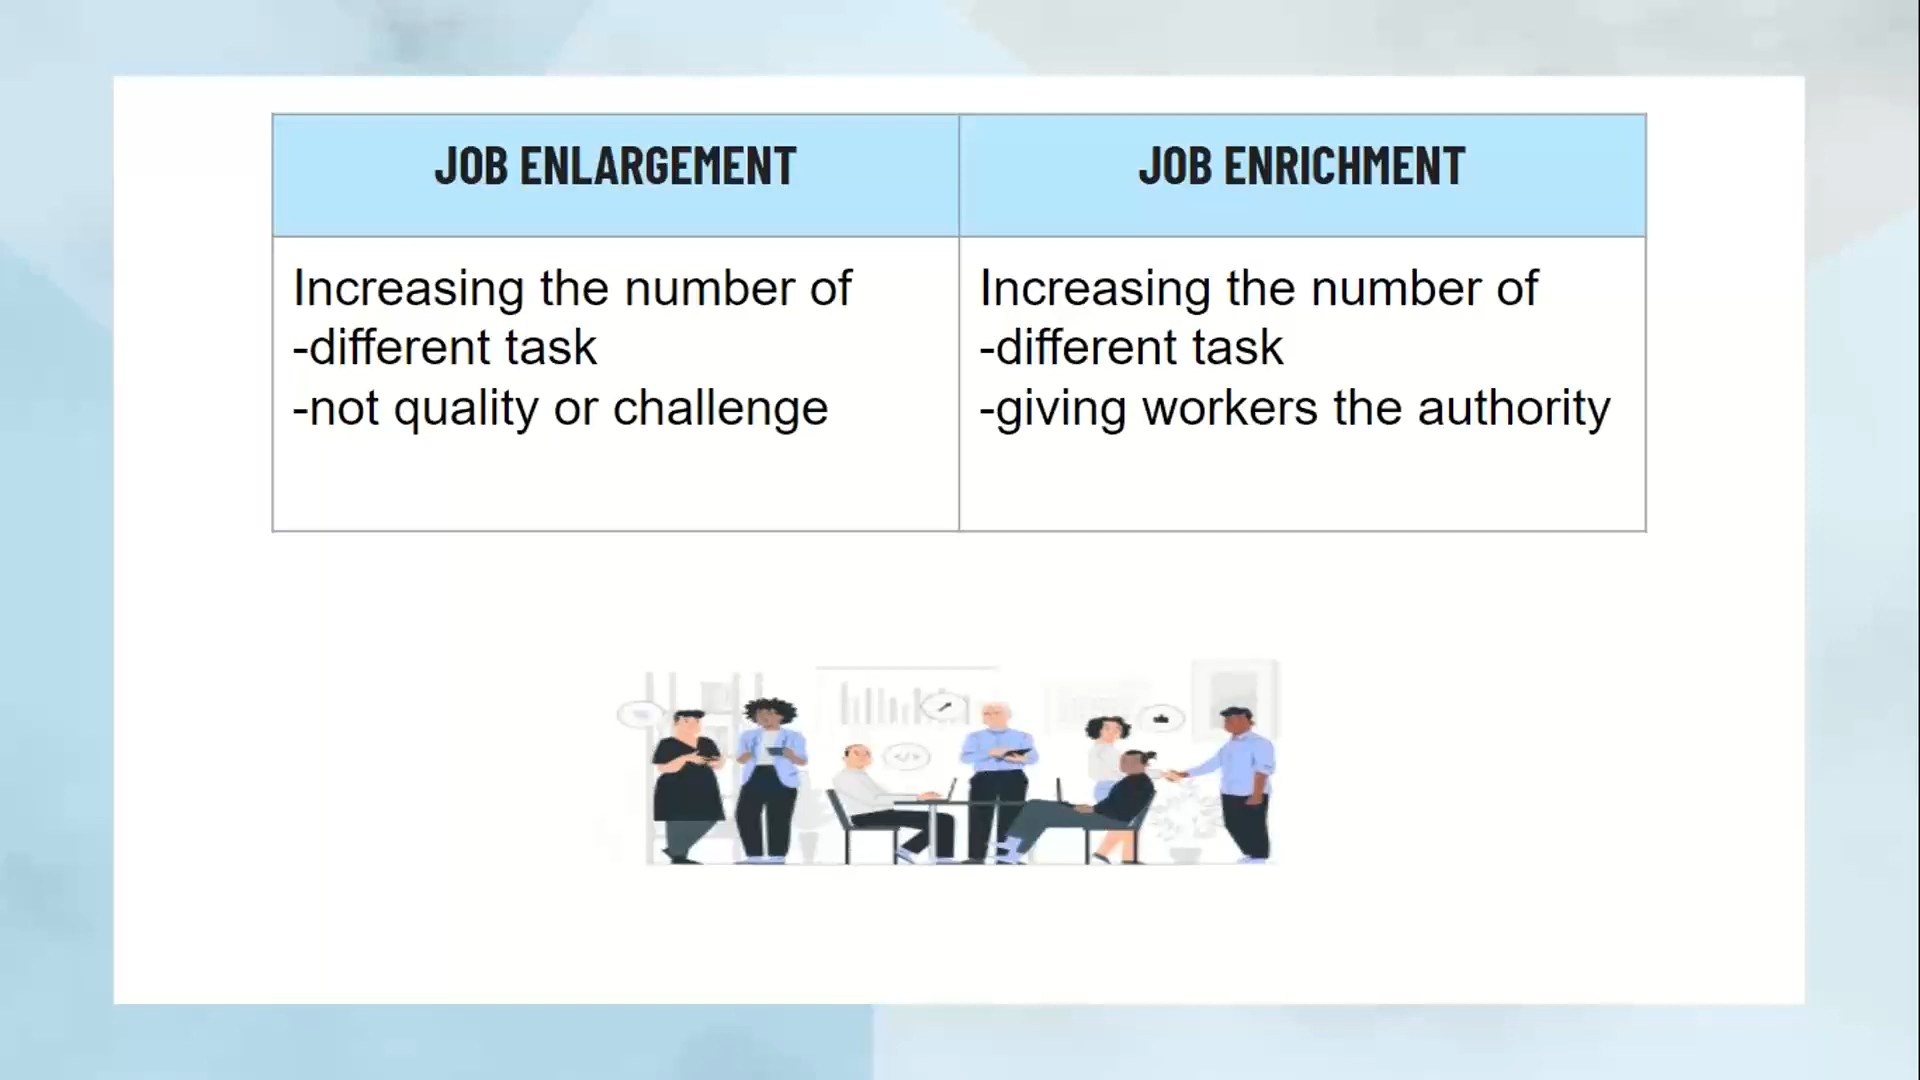 JOB ENLARGEMENT
JOB ENRICHMENT
Increasing the number of
-different task
-not quality or challenge
Increasing the number of
-different task
-giving workers the authority